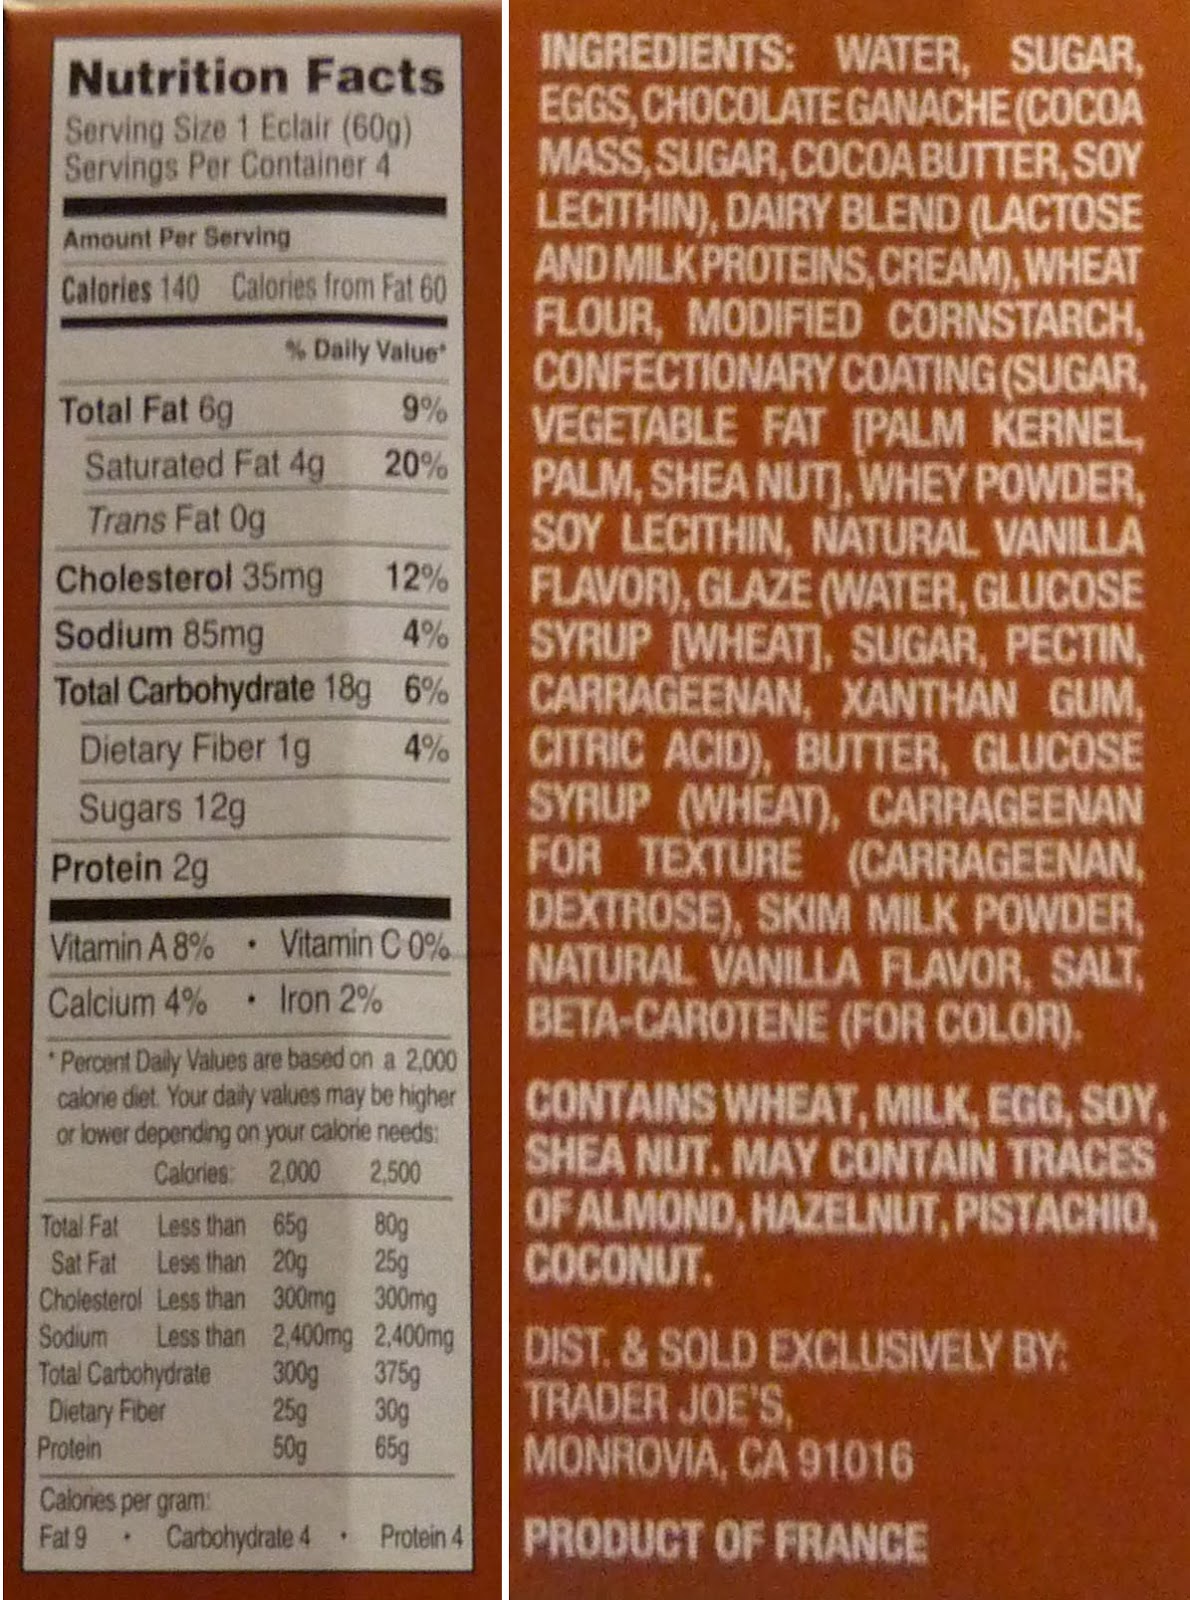 Nutrition Facts
Serving Size 1 Eclair (60g)
Servings Per Container 4
Amount Per Serving
Calories 140 Calories from Fat 60
% Daily Value*
Total Fat 6g 9%
Saturated Fat 4g 20%
Trans Fat 0g
Cholesterol 35mg 12%
Sodium 85mg 4%
Total Carbohydrate 18g 6%
Dietary Fiber 1g 4%
Sugars 12g
Protein 2g
Vitamin A 8% • Vitamin C 0%
Calcium 4% • Iron 2%
* Percent Daily Values are based on a 2,000
calorie diet. Your daily values may be higher
or lower depending on your calorie needs:
Calories: 2,000 2,500
Total Fat Less than 65g 80g
Sat Fat Less than 20g 25g
Cholesterol Less than 300mg 300mg
Sodium Less than 2,400mg 2,400mg
Total Carbohydrate 300g 375g
Dietary Fiber 25g 30g
Protein 50g 65g
Calories per gram:
Fat 9 • Carbohydrate 4 • Protein 4
INGREDIENTS: WATER, SUGAR,
EGGS, CHOCOLATE GANACHE (COCOA
MASS, SUGAR, COCOA BUTTER, SOY
LECITHIN), DAIRY BLEND (LACTOSE
AND MILK PROTEINS, CREAM), WHEAT
FLOUR, MODIFIED CORNSTARCH,
CONFECTIONARY COATING (SUGAR,
VEGETABLE FAT [PALM KERNEL,
PALM, SHEA NUT], WHEY POWDER,
SOY LECITHIN, NATURAL VANILLA
FLAVOR), GLAZE (WATER, GLUCOSE
SYRUP [WHEAT], SUGAR, PECTIN,
CARRAGEENAN, XANTHAN GUM,
CITRIC ACID), BUTTER, GLUCOSE
SYRUP (WHEAT), CARRAGEENAN
FOR TEXTURE (CARRAGEENAN,
DEXTROSE), SKIM MILK POWDER,
NATURAL VANILLA FLAVOR, SALT,
BETA-CAROTENE (FOR COLOR).
CONTAINS WHEAT, MILK, EGG, SOY,
SHEA NUT. MAY CONTAIN TRACES
OF ALMOND, HAZELNUT, PISTACHIO,
COCONUT.
DIST. & SOLD EXCLUSIVELY BY:
TRADER JOE'S,
MONROVIA, CA 91016
PRODUCT OF FRANCE